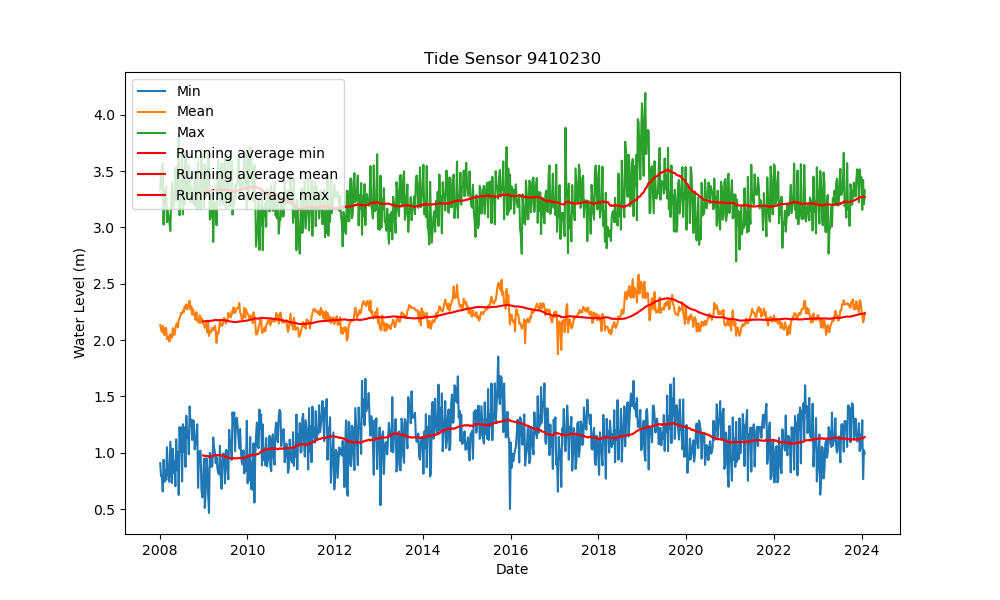 Tide Sensor 9410230
Min
Mean
Max
Running average min
Running average mean
Running average max
4.0
3.5
3.0
2.5
2.0
1.5
1.0
0.5
Water Level (m)
2008 2010 2012 2014 2016 2018 2020 2022 2024
Date